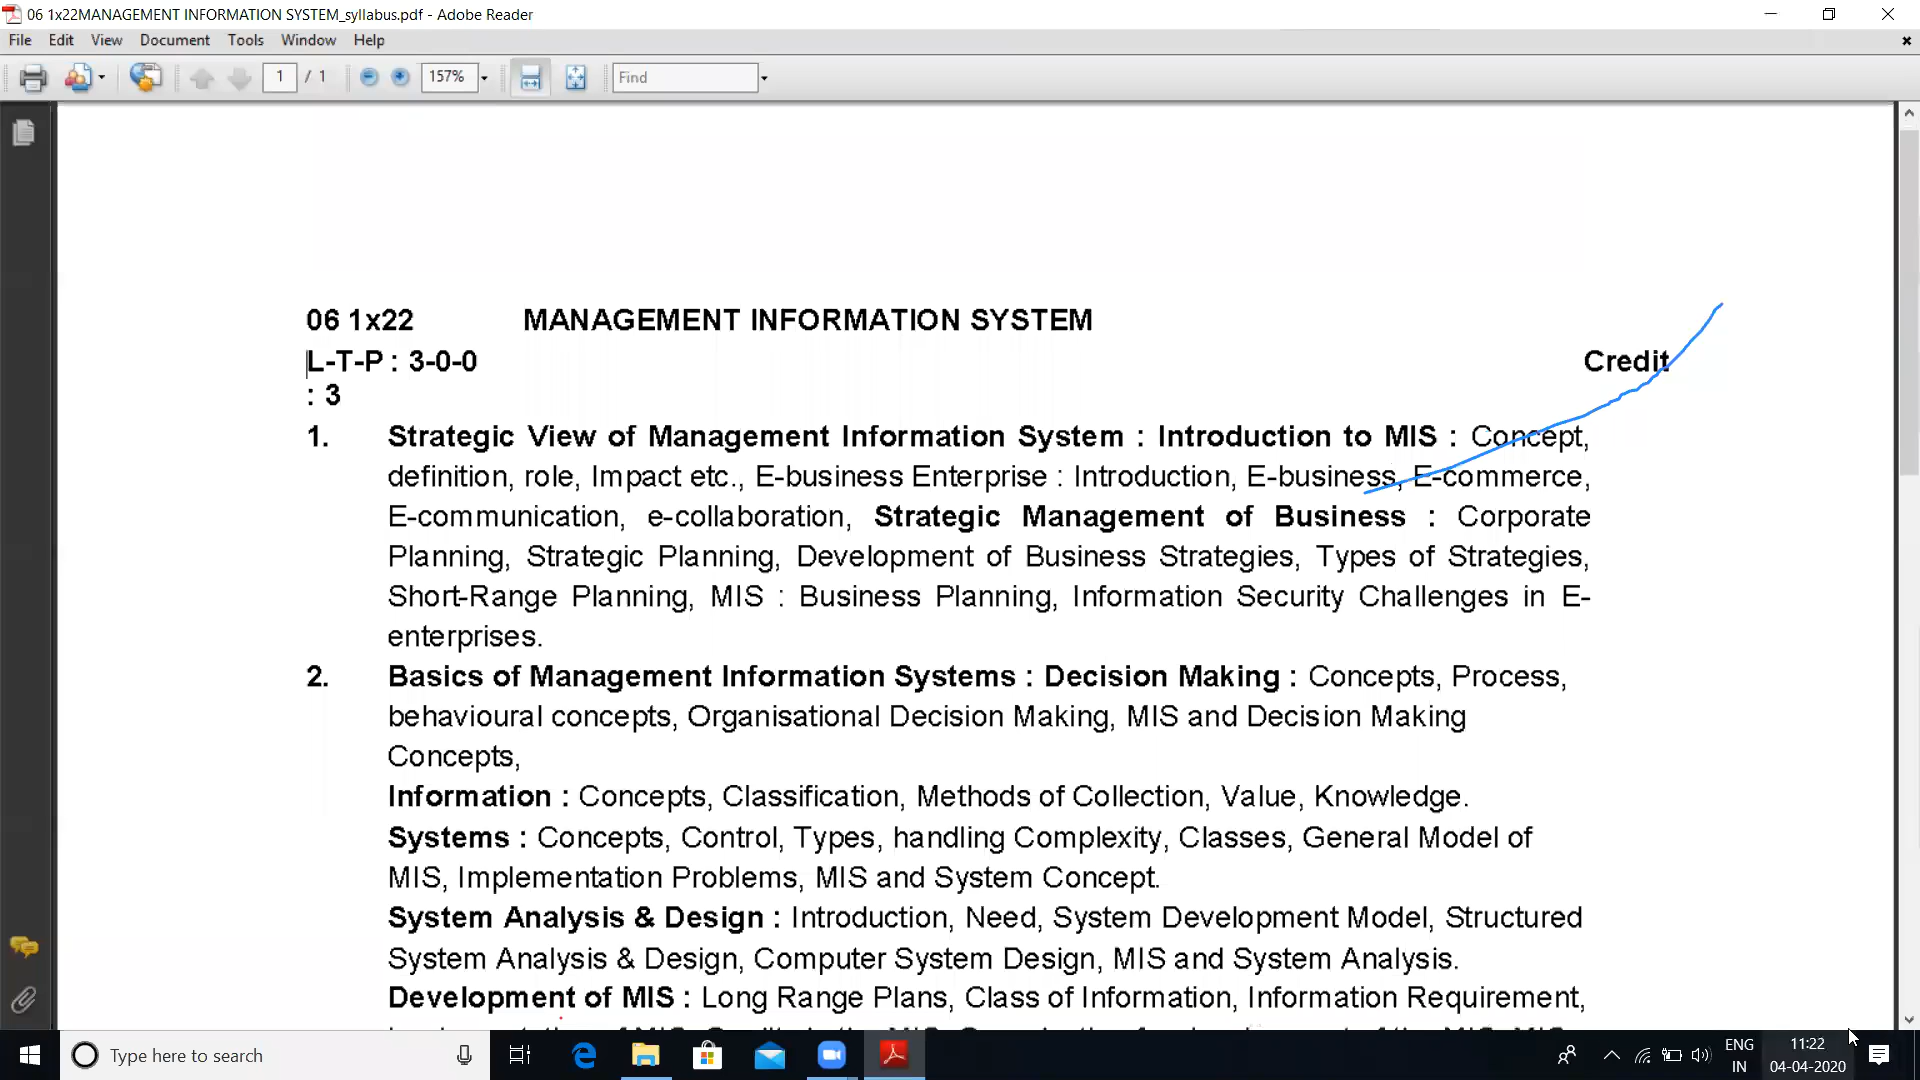 06 1x22MANAGEMENT INFORMATION SYSTEM_syllabus.pdf - Adobe Reader
File Edit View Document Tools Window Help
1 / 1 157% Find
06 1x22 MANAGEMENT INFORMATION SYSTEM
L-T-P : 3-0-0 Credit
: 3
1. Strategic View of Management Information System : Introduction to MIS : Concept,
definition, role, Impact etc., E-business Enterprise : Introduction, E-business, E-commerce,
E-communication, e-collaboration, Strategic Management of Business : Corporate
Planning, Strategic Planning, Development of Business Strategies, Types of Strategies,
Short-Range Planning, MIS : Business Planning, Information Security Challenges in E-
enterprises.
2. Basics of Management Information Systems : Decision Making : Concepts, Process,
behavioural concepts, Organisational Decision Making, MIS and Decision Making
Concepts,
Information : Concepts, Classification, Methods of Collection, Value, Knowledge.
Systems : Concepts, Control, Types, handling Complexity, Classes, General Model of
MIS, Implementation Problems, MIS and System Concept.
System Analysis & Design : Introduction, Need, System Development Model, Structured
System Analysis & Design, Computer System Design, MIS and System Analysis.
Development of MIS : Long Range Plans, Class of Information, Information Requirement,
Type here to search
ENG 11:22
IN 04-04-2020